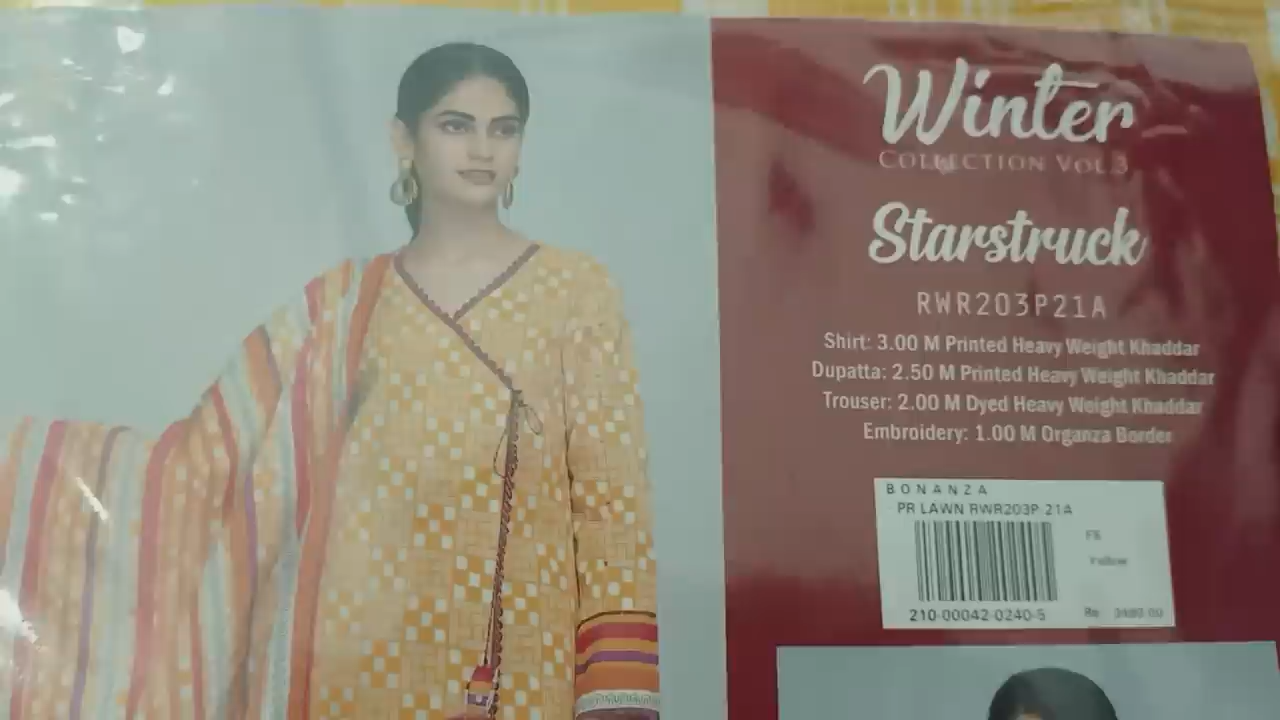 Winter
COLLECTION VOL.3
Starstruck
RWR203P21A
Shirt: 3.00 M Printed Heavy Weight Khaddar
Dupatta: 2.50 M Printed Heavy Weight Khaddar
Trouser: 2.00 M Dyed Heavy Weight Khaddar
Embroidery: 1.00 M Organza Border
BONANZA
PR LAWN RWR203P 21A
Yellow
210-00042-0240-5
Rs